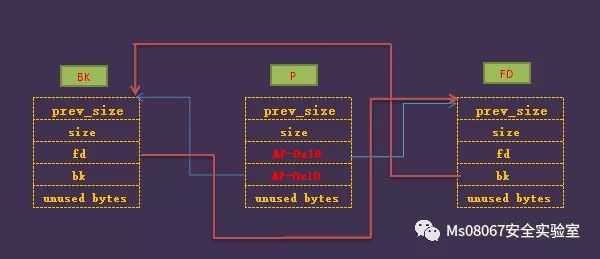 BK
prev_size
size
fd
bk
unused bytes
P
prev_size
size
&P-0x18
&P-0x10
unused bytes
FD
prev_size
size
fd
bk
unused bytes
Ms08067安全实验室